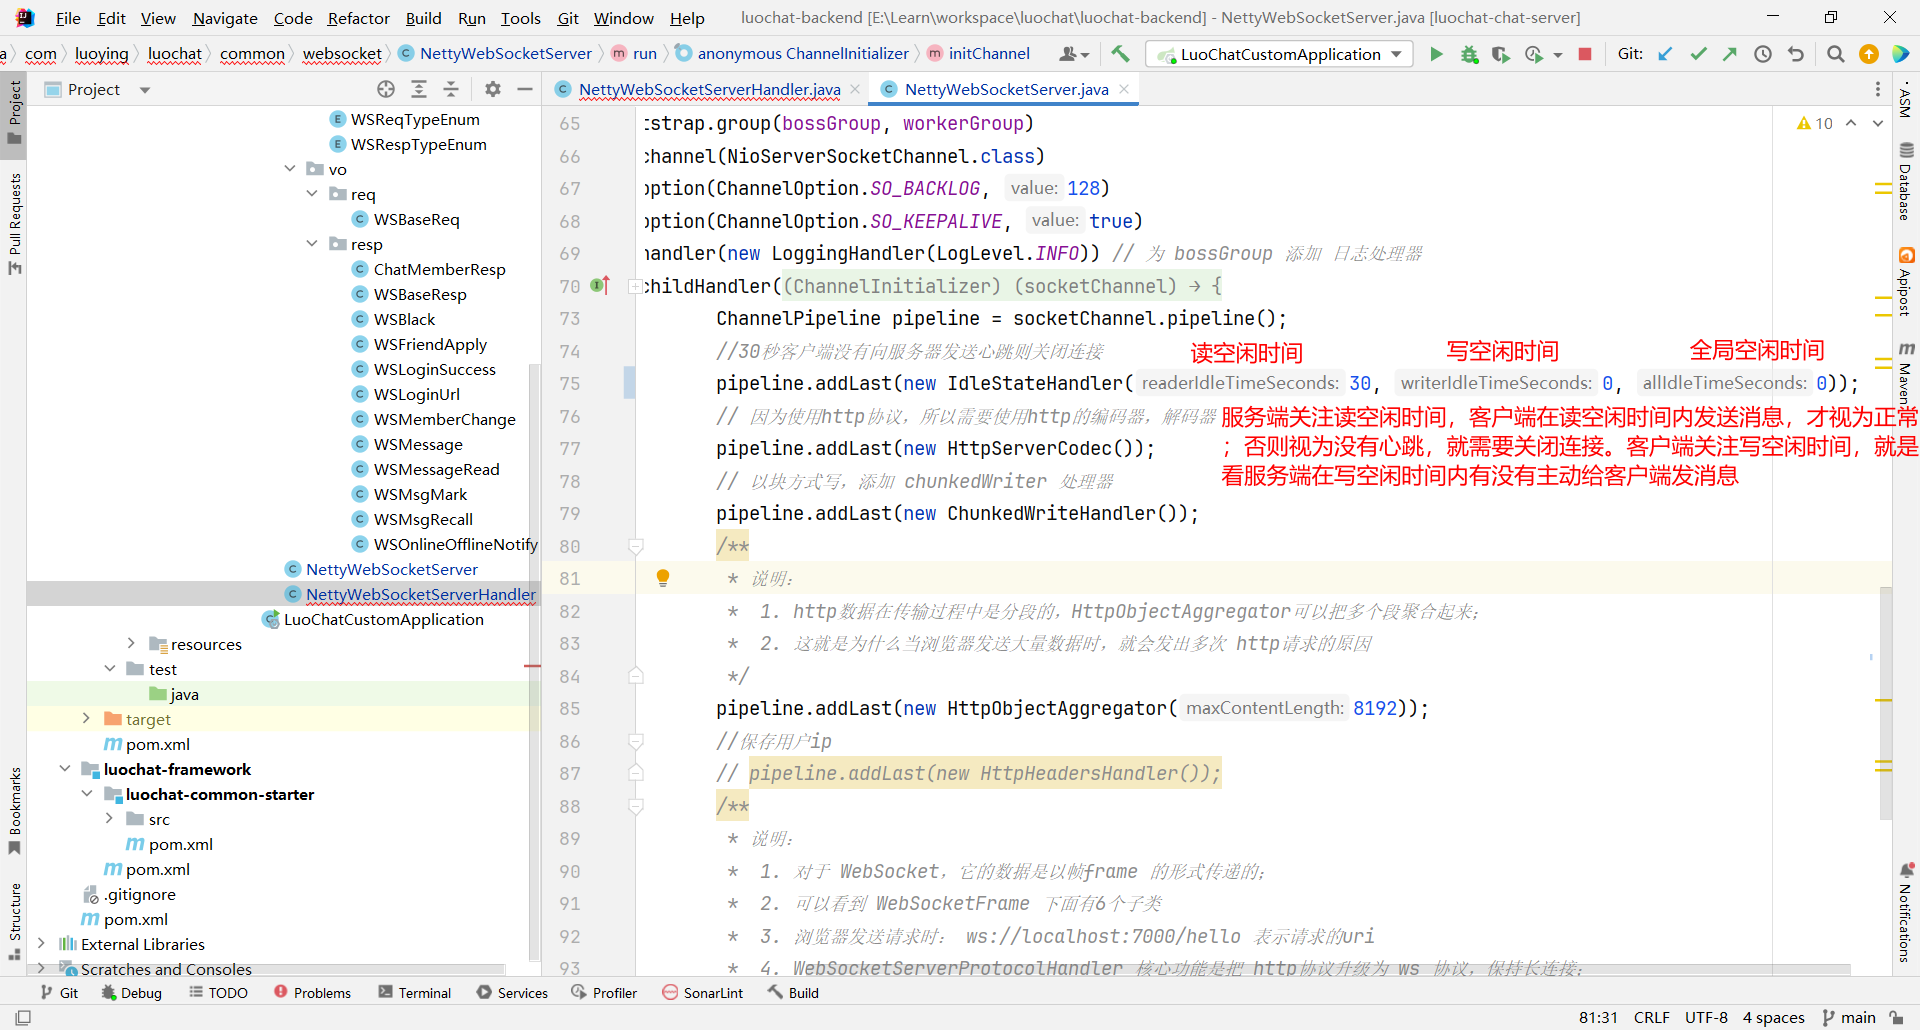 File Edit View Navigate Code Refactor Build Run Tools Git Window Help luochat-backend [E:\Learn\workspace\luochat\luochat-backend] - NettyWebSocketServer.java [luochat-chat-server]
a com luoying luochat common websocket NettyWebSocketServer run anonymous ChannelInitializer initChannel LuoChatCustomApplication Git:
Project
NettyWebSocketServerHandler.java NettyWebSocketServer.java
Project
Pull Requests
Bookmarks
Structure
WSReqTypeEnum
WSRespTypeEnum
vo
req
WSBaseReq
resp
ChatMemberResp
WSBaseResp
WSBlack
WSFriendApply
WSLoginSuccess
WSLoginUrl
WSMemberChange
WSMessage
WSMessageRead
WSMsgMark
WSMsgRecall
WSOnlineOfflineNotify
NettyWebSocketServer
NettyWebSocketServerHandler
LuoChatCustomApplication
resources
test
java
target
pom.xml
luochat-framework
luochat-common-starter
src
pom.xml
pom.xml
.gitignore
pom.xml
External Libraries
Scratches and Consoles
10
65 tstrap.group(bossGroup, workerGroup)
66 channel(NioServerSocketChannel.class)
67 option(ChannelOption.SO_BACKLOG, value: 128)
68 option(ChannelOption.SO_KEEPALIVE, value: true)
69 handler(new LoggingHandler(LogLevel.INFO)) // 为 bossGroup 添加 日志处理器
70 childHandler((ChannelInitializer) (socketChannel) → {
73 ChannelPipeline pipeline = socketChannel.pipeline();
74 //30秒客户端没有向服务器发送心跳则关闭连接 读空闲时间 写空闲时间 全局空闲时间
75 pipeline.addLast(new IdleStateHandler( readerIdleTimeSeconds: 30, writerIdleTimeSeconds: 0, allIdleTimeSeconds: 0));
76 // 因为使用http协议，所以需要使用http的编码器，解码器
服务端关注读空闲时间，客户端在读空闲时间内发送消息，才视为正常
；否则视为没有心跳，就需要关闭连接。客户端关注写空闲时间，就是
看服务端在写空闲时间内有没有主动给客户端发消息
77 pipeline.addLast(new HttpServerCodec());
78 // 以块方式写，添加 chunkedWriter 处理器
79 pipeline.addLast(new ChunkedWriteHandler());
80 /**
81 * 说明：
82 * 1. http数据在传输过程中是分段的，HttpObjectAggregator可以把多个段聚合起来；
83 * 2. 这就是为什么当浏览器发送大量数据时，就会发出多次 http请求的原因
84 */
85 pipeline.addLast(new HttpObjectAggregator( maxContentLength: 8192));
86 //保存用户ip
87 // pipeline.addLast(new HttpHeadersHandler());
88 /**
89 * 说明：
90 * 1. 对于 WebSocket，它的数据是以帧frame 的形式传递的；
91 * 2. 可以看到 WebSocketFrame 下面有6个子类
92 * 3. 浏览器发送请求时： ws://localhost:7000/hello 表示请求的uri
93 * 4. WebSocketServerProtocolHandler 核心功能是把 http协议升级为 ws 协议，保持长连接；
ASM
Database
Apipost
Maven
Notifications
Git Debug TODO Problems Terminal Services Profiler SonarLint Build
81:31 CRLF UTF-8 4 spaces main